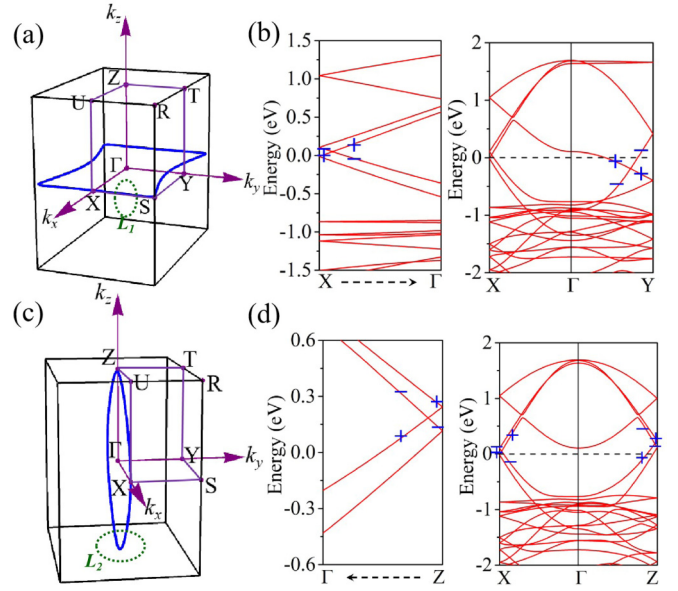 (a)
k_z
Z
T
U
R
Γ
k_y
Y
X
S
k_x
L_1
(b)
Energy (eV)
1.5
1.0
0.5
0.0
-0.5
-1.0
-1.5
X
Γ
Energy (eV)
2
1
0
-1
-2
X
Γ
Y
(c)
k_z
Z
T
U
R
Γ
Y
k_y
X
S
k_x
L_2
(d)
Energy (eV)
0.6
0.3
0.0
-0.3
-0.6
Γ
Z
Energy (eV)
2
1
0
-1
-2
X
Γ
Z